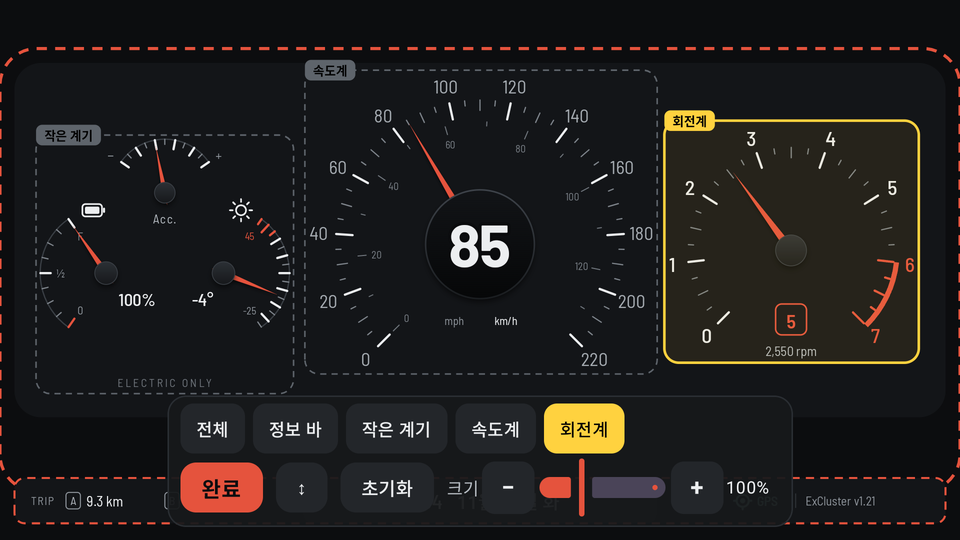 속도계
100 120
80 140
60 80
60 160
40 100
40 180
20 120
20 200
0
0 220
85
mph km/h
작은 계기
− +
Acc.
F
½
0
100%
45
-25
-4°
ELECTRIC ONLY
회전계
3 4
2 5
1 6
0 7
5
2,550 rpm
전체 정보 바 작은 계기 속도계 회전계
완료 ↕ 초기화 크기 − + 100%
TRIP A 9.3 km
ExCluster v1.21